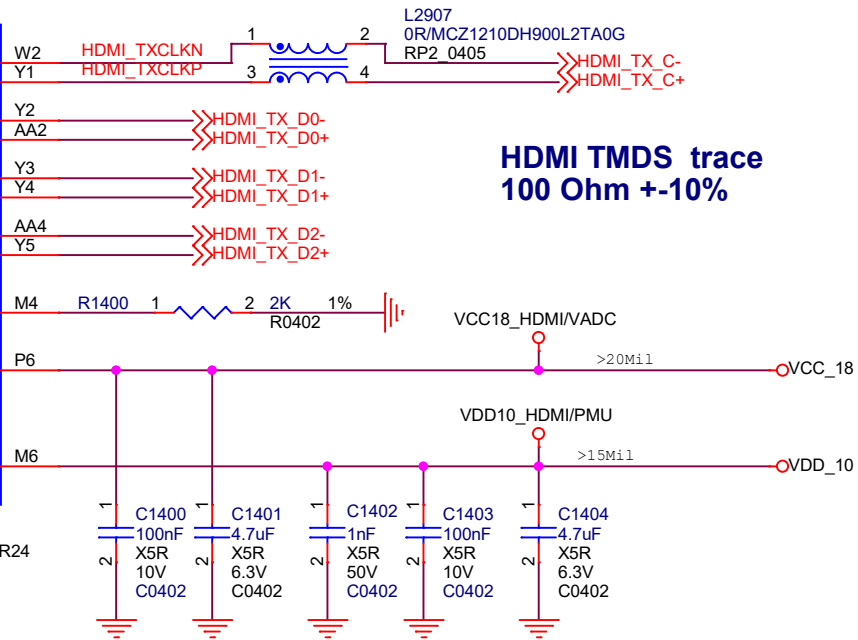 L2907
0R/MCZ1210DH900L2TA0G
RP2_0405
1
2
W2
HDMI_TXCLKN
HDMI_TX_C-
Y1
HDMI_TXCLKP
3
4
HDMI_TX_C+
Y2
HDMI_TX_D0-
AA2
HDMI_TX_D0+
HDMI TMDS trace
100 Ohm +-10%
Y3
HDMI_TX_D1-
Y4
HDMI_TX_D1+
AA4
HDMI_TX_D2-
Y5
HDMI_TX_D2+
M4
R1400
1
2
2K
1%
R0402
VCC18_HDMI/VADC
P6
>20Mil
VCC_18
VDD10_HDMI/PMU
M6
>15Mil
VDD_10
1
C1400
100nF
X5R
10V
C0402
2
1
C1401
4.7uF
X5R
6.3V
C0402
2
1
C1402
1nF
X5R
50V
C0402
2
1
C1403
100nF
X5R
10V
C0402
2
1
C1404
4.7uF
X5R
6.3V
C0402
2
R24